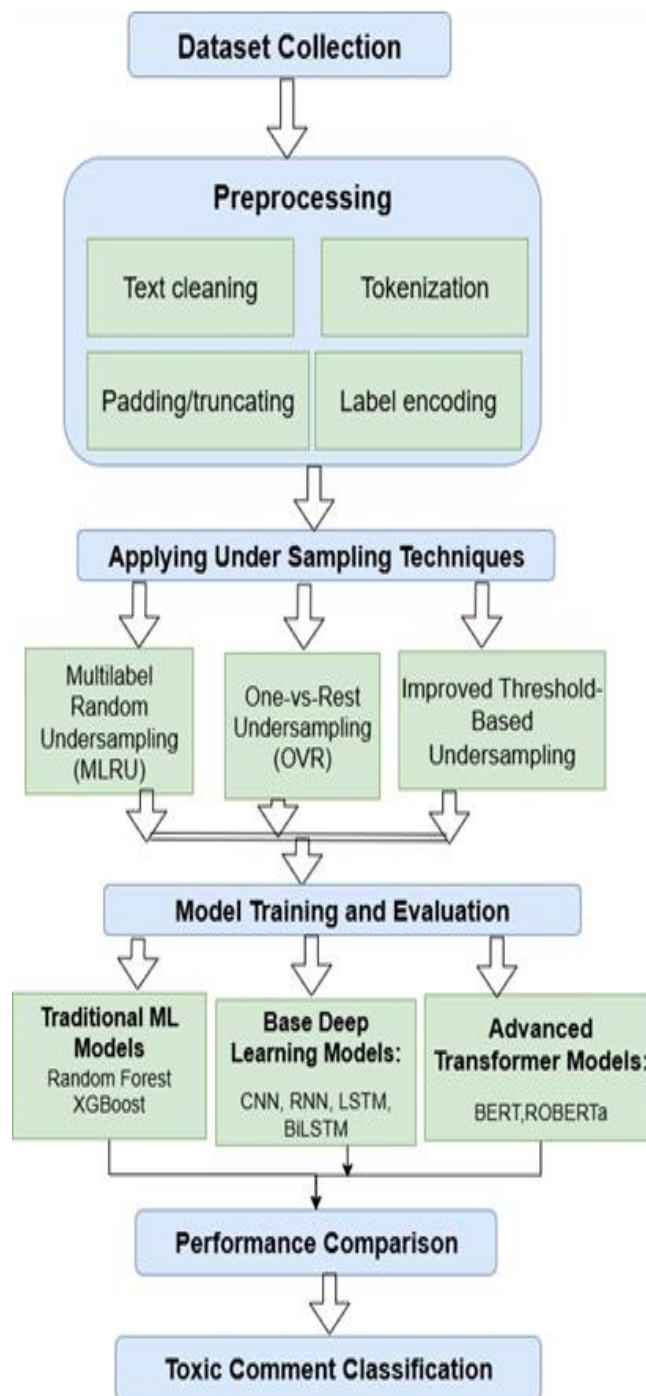 Dataset Collection
Preprocessing
Text cleaning
Tokenization
Padding/truncating
Label encoding
Applying Under Sampling Techniques
Multilabel
Random
Undersampling
(MLRU)
One-vs-Rest
Undersampling
(OVR)
Improved Threshold-
Based
Undersampling
Model Training and Evaluation
Traditional ML
Models
Random Forest
XGBoost
Base Deep
Learning Models:
CNN, RNN, LSTM,
BiLSTM
Advanced
Transformer Models:
BERT,ROBERTa
Performance Comparison
Toxic Comment Classification